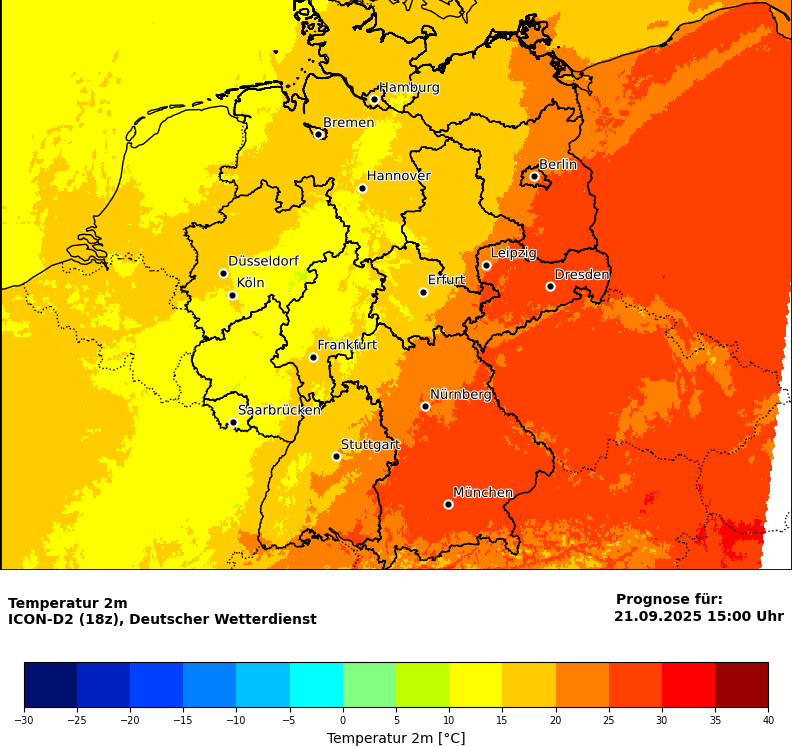 Hamburg
Bremen
Berlin
Hannover
Leipzig
Düsseldorf
Dresden
Köln
Erfurt
Frankfurt
Nürnberg
Saarbrücken
Stuttgart
München
Temperatur 2m
ICON-D2 (18z), Deutscher Wetterdienst
Prognose für:
21.09.2025 15:00 Uhr
−30 −25 −20 −15 −10 −5 0 5 10 15 20 25 30 35 40
Temperatur 2m [°C]